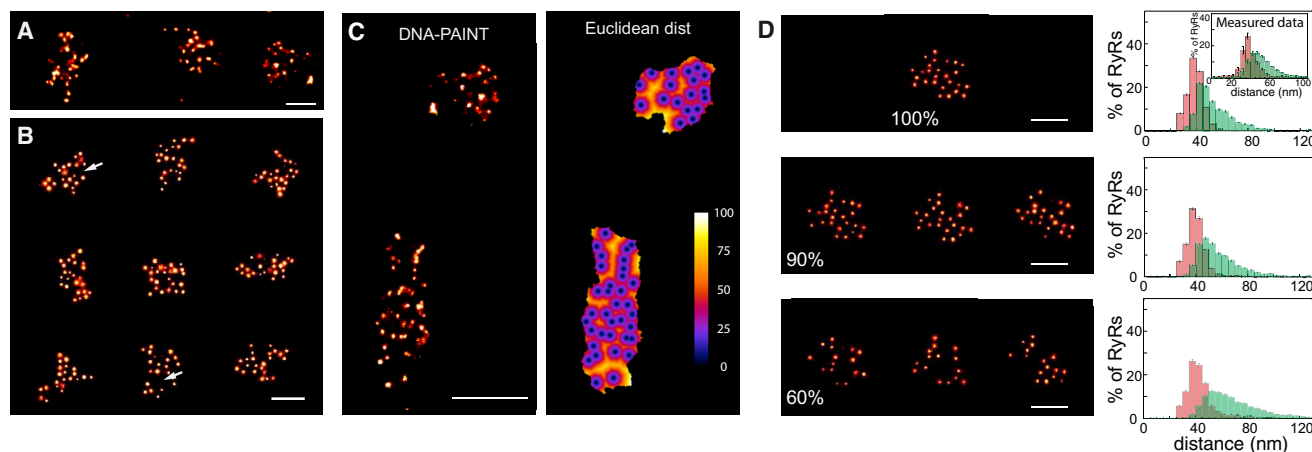 A
B
C
DNA-PAINT
Euclidean dist
100
75
50
25
0
D
100%
90%
60%
% of RyRs
40
20
0
0 40 80 120
Measured data
% of RyRs
40
20
0
20 60 100
distance (nm)
% of RyRs
40
20
0
0 40 80 120
% of RyRs
40
20
0
0 40 80 120
distance (nm)